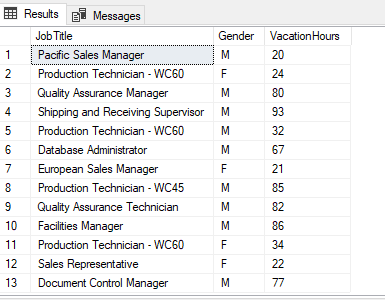 Results Messages
JobTitle Gender VacationHours
1 Pacific Sales Manager M 20
2 Production Technician - WC60 F 24
3 Quality Assurance Manager M 80
4 Shipping and Receiving Supervisor M 93
5 Production Technician - WC60 M 32
6 Database Administrator M 67
7 European Sales Manager F 21
8 Production Technician - WC45 M 85
9 Quality Assurance Technician M 82
10 Facilities Manager M 86
11 Production Technician - WC60 F 34
12 Sales Representative F 22
13 Document Control Manager M 77